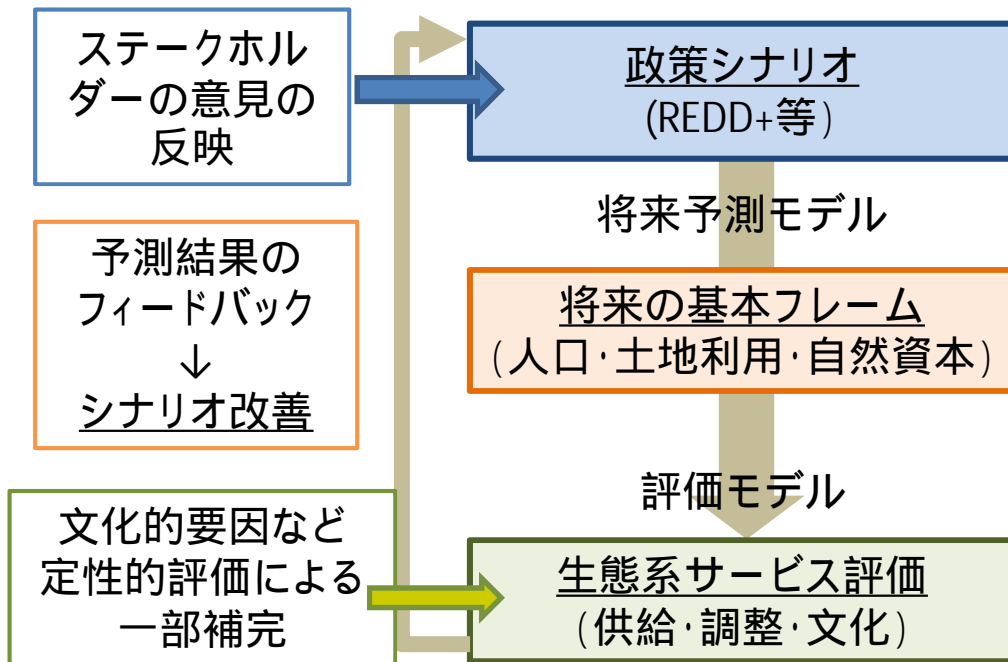 ステークホル
ダーの意見の
反映
政策シナリオ
(REDD+等)
将来予測モデル
予測結果の
フィードバック
↓
シナリオ改善
将来の基本フレーム
(人口・土地利用・自然資本)
評価モデル
文化的要因など
定性的評価による
一部補完
生態系サービス評価
(供給・調整・文化)